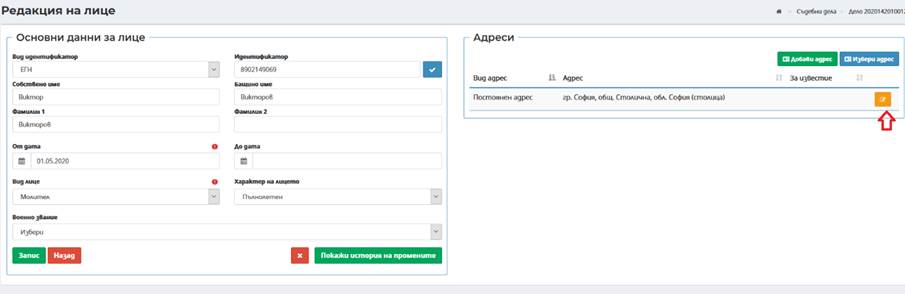 Редакция на лице
Съдебни дела
Дело 202014201001
Основни данни за лице
Вид идентификатор
Идентификатор
ЕГН
8902149069
Собствено име
Бащино име
Виктор
Викторов
Фамилия 1
Фамилия 2
Викторов
От дата
До дата
01.05.2020
Вид лице
Характер на лицето
Молител
Пълнолетен
Военно звание
Избери
Запис
Назад
Покажи история на промените
Адреси
Добави адрес
Избери адрес
Вид адрес
Адрес
За известие
Постоянен адрес
гр. София, общ. Столична, обл. София (столица)